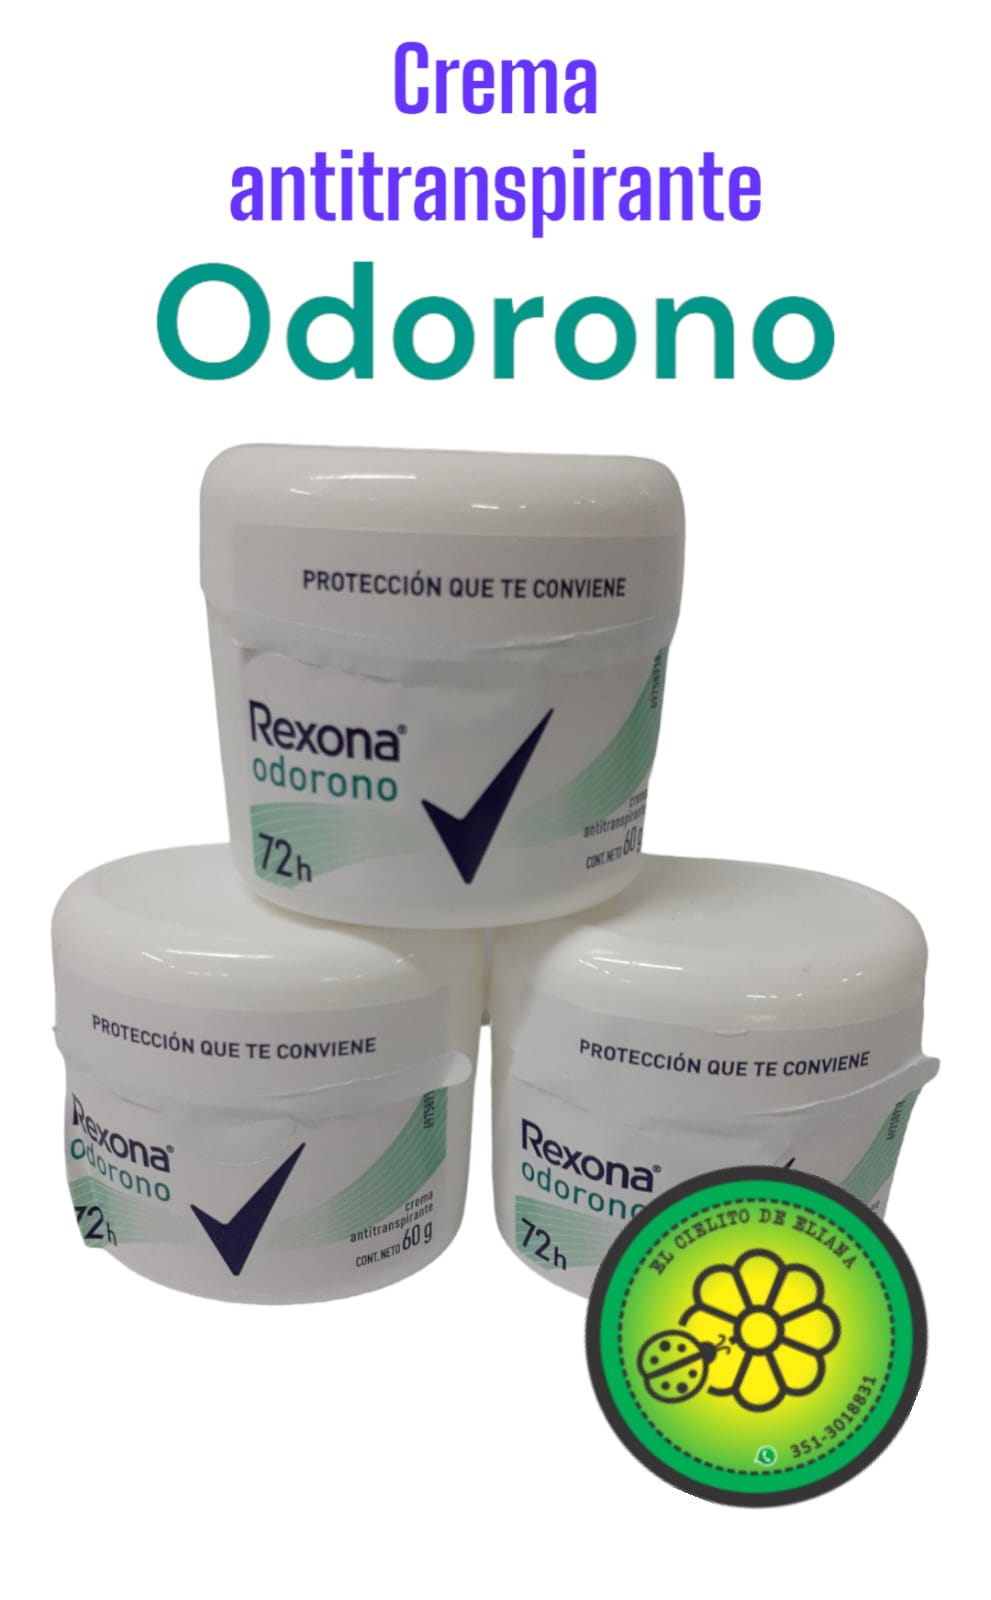 Crema
antitranspirante
Odorono
PROTECCIÓN QUE TE CONVIENE
Rexona®
odorono
72h
69758918
crema
antitranspirante
CONT. NETO 60 g
PROTECCIÓN QUE TE CONVIENE
Rexona®
odorono
72h
crema
antitranspirante
CONT. NETO 60 g
PROTECCIÓN QUE TE CONVIENE
Rexona®
odorono
72h
EL CIELITO DE ELIANA
351-3018831